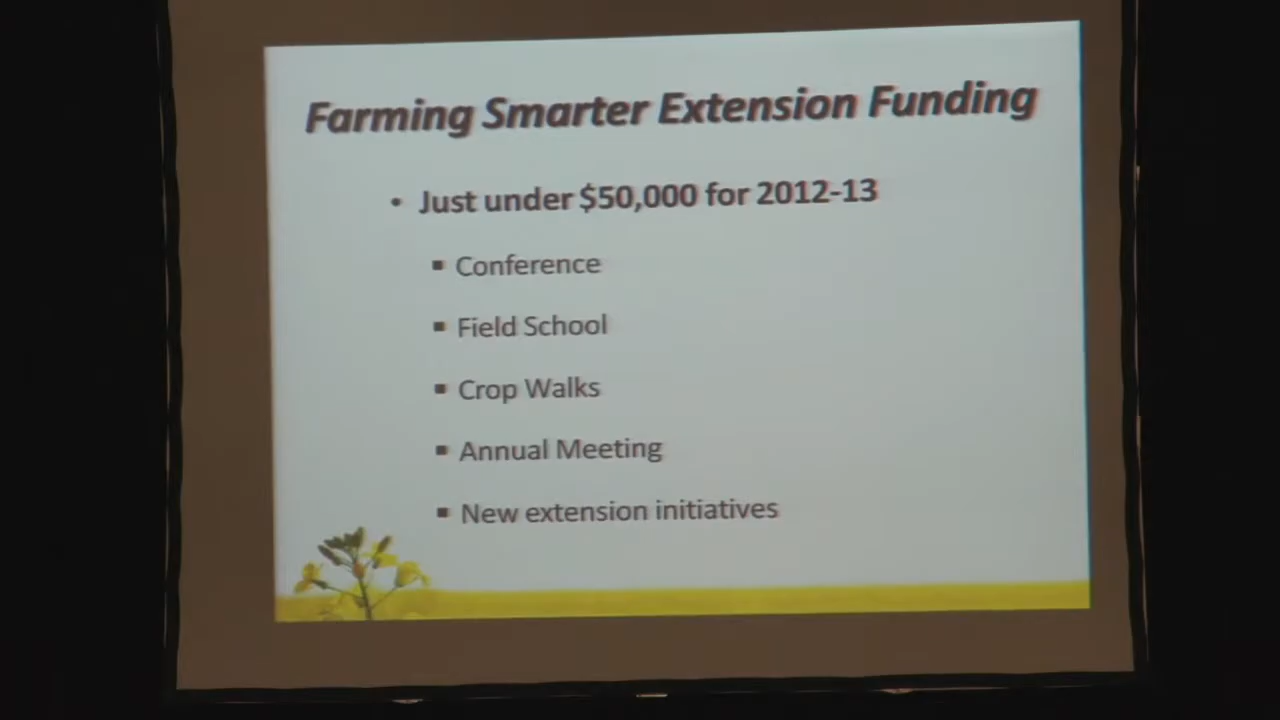 Farming Smarter Extension Funding
• Just under $50,000 for 2012-13
▪ Conference
▪ Field School
▪ Crop Walks
▪ Annual Meeting
▪ New extension initiatives